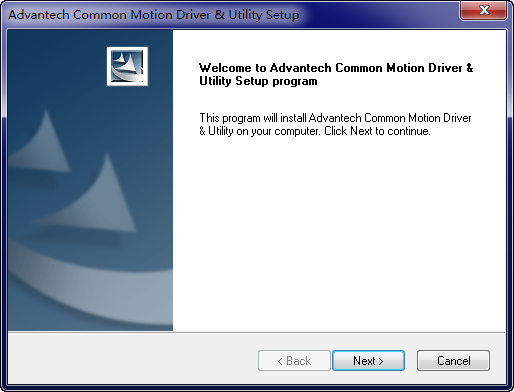 Advantech Common Motion Driver & Utility Setup
Welcome to Advantech Common Motion Driver &
Utility Setup program
This program will install Advantech Common Motion Driver
& Utility on your computer. Click Next to continue.
< Back
Next >
Cancel